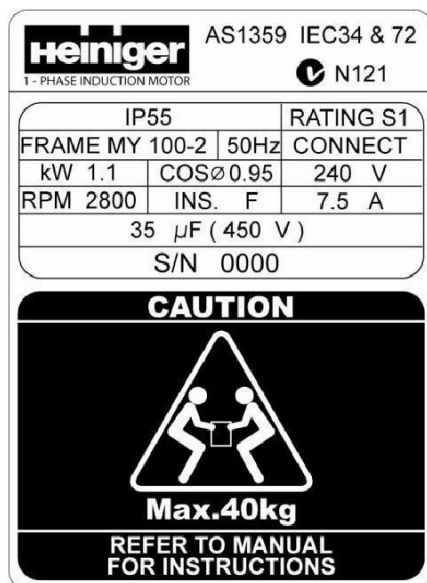 Heiniger
AS1359 IEC34 & 72
1 - PHASE INDUCTION MOTOR
N121
IP55 RATING S1
FRAME MY 100-2 50Hz CONNECT
kW 1.1 COSø 0.95 240 V
RPM 2800 INS. F 7.5 A
35 μF ( 450 V )
S/N 0000
CAUTION
Max.40kg
REFER TO MANUAL
FOR INSTRUCTIONS